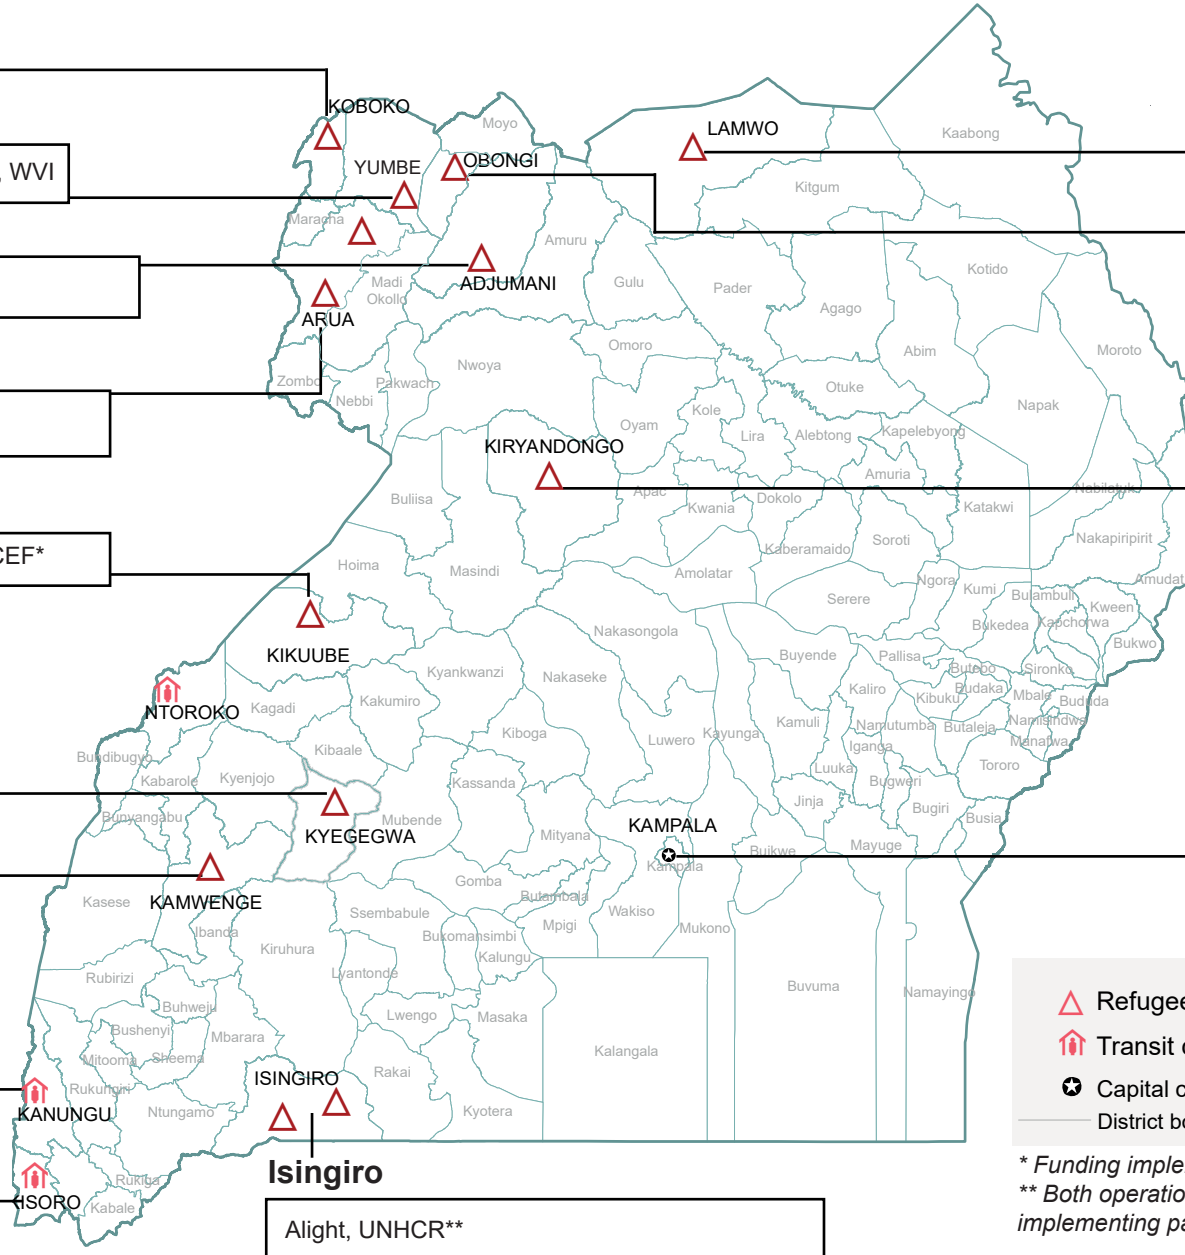 KOBOKO
Moyo
LAMWO
Kaabong
, WVI
YUMBE
OBONGI
Kitgum
Maracha
Amuru
ADJUMANI
Madi
Okollo
Gulu
Pader
Kotido
Agago
ARUA
Omoro
Abim
Moroto
Nwoya
Zombo
Pakwach
Nebbi
Otuke
Napak
Kole
Oyam
Lira
Alebtong
Kapelebyong
KIRYANDONGO
Amuria
Buliisa
Apac
Kwania
Dokolo
Nabilatuk
Katakwi
CEF*
Hoima
Masindi
Kaberamaido
Soroti
Nakapiripirit
Amolatar
Ngora
Kumi
Bulambuli
Amudat
Serere
Kween
Bukedea
Kapchorwa
Bukwo
KIKUUBE
Nakasongola
Buyende
Pallisa
Butebo
Sironko
Kyankwanzi
Nakaseke
Kaliro
Kibuku
Budaka
Mbale
Bududa
NTOROKO
Kagadi
Kakumiro
Kiboga
Luwero
Kayunga
Kamuli
Namutumba
Butaleja
Namisindwa
Manafwa
Bundibugyo
Kibaale
Iganga
Kabarole
Kyenjojo
Kassanda
Luuka
Bugweri
Tororo
Bunyangabu
Mubende
KYEGEGWA
Mityana
KAMPALA
Jinja
Bugiri
Busia
Kampala
Buikwe
Mayuge
KAMWENGE
Kasese
Gomba
Butambala
Ssembabule
Mpigi
Wakiso
Mukono
Ibanda
Kiruhura
Bukomansimbi
Kalungu
Rubirizi
Lyantonde
Buvuma
Namayingo
Buhweju
Lwengo
Masaka
Bushenyi
Mbarara
Mitooma
Sheema
Kalangala
Rukungiri
ISINGIRO
Rakai
KANUNGU
Ntungamo
Kyotera
Isingiro
Rukiga
ISORO
Kabale
Alight, UNHCR**
Refugee
Transit
Capital
District
* Funding
** Both
implementing